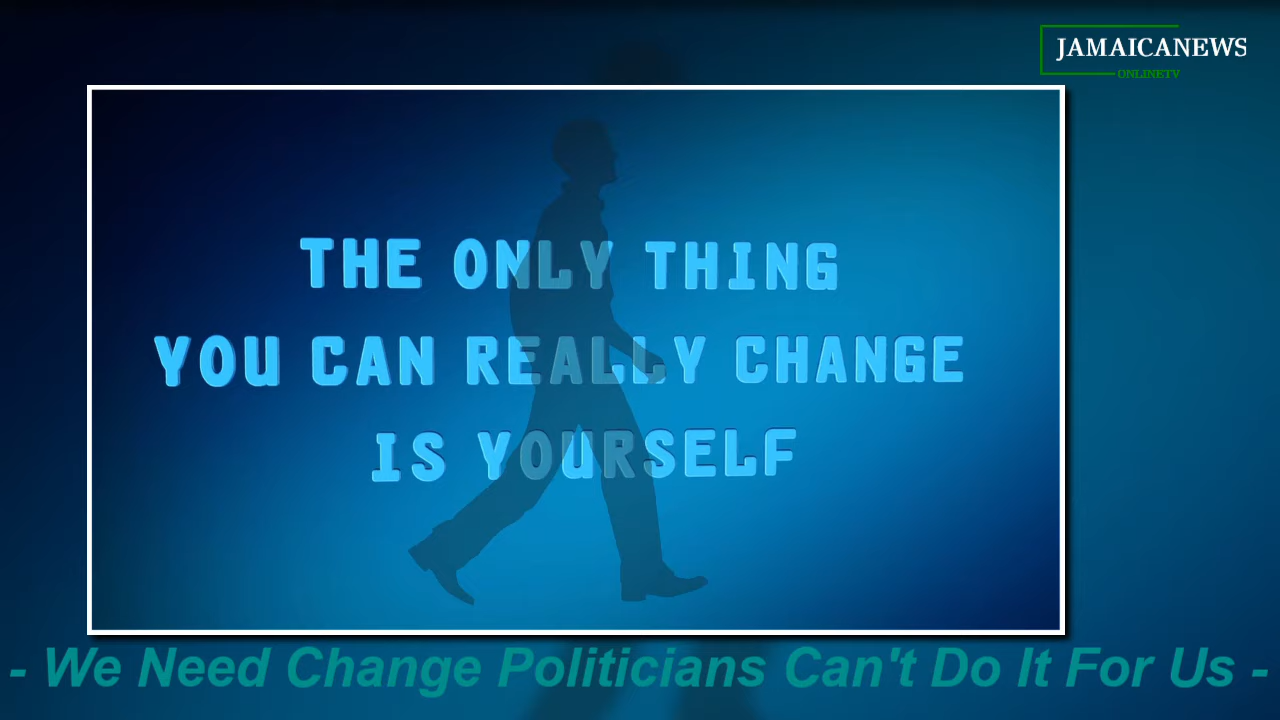 JAMAICANEWS
ONLINETV
THE ONLY THING
YOU CAN REALLY CHANGE
IS YOURSELF
- We Need Change Politicians Can't Do It For Us -